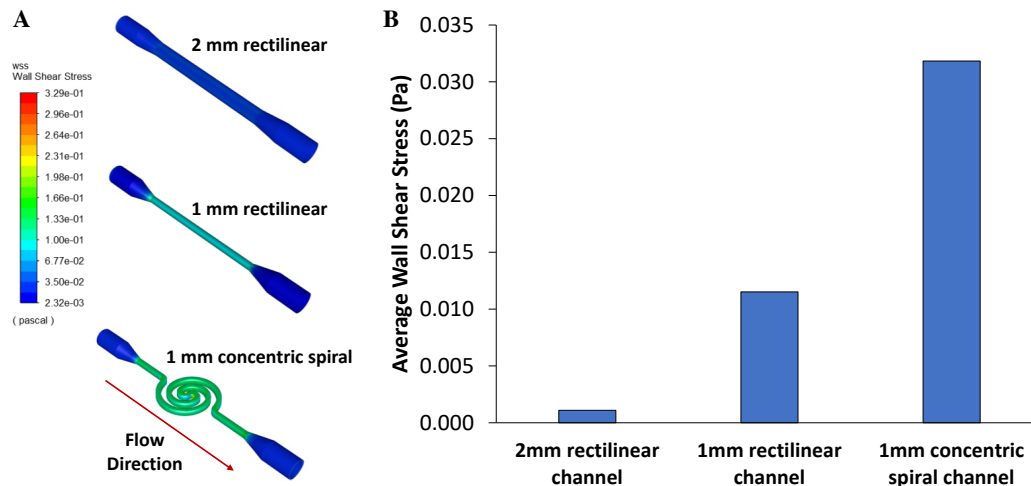 A
2 mm rectilinear
wss
Wall Shear Stress
3.29e-01
2.96e-01
2.64e-01
2.31e-01
1.98e-01
1.66e-01
1.33e-01
1.00e-01
6.77e-02
3.50e-02
2.32e-03
( pascal )
1 mm rectilinear
1 mm concentric spiral
Flow
Direction
B
Average Wall Shear Stress (Pa)
0.035
0.030
0.025
0.020
0.015
0.010
0.005
0.000
2mm rectilinear
channel
1mm rectilinear
channel
1mm concentric
spiral channel